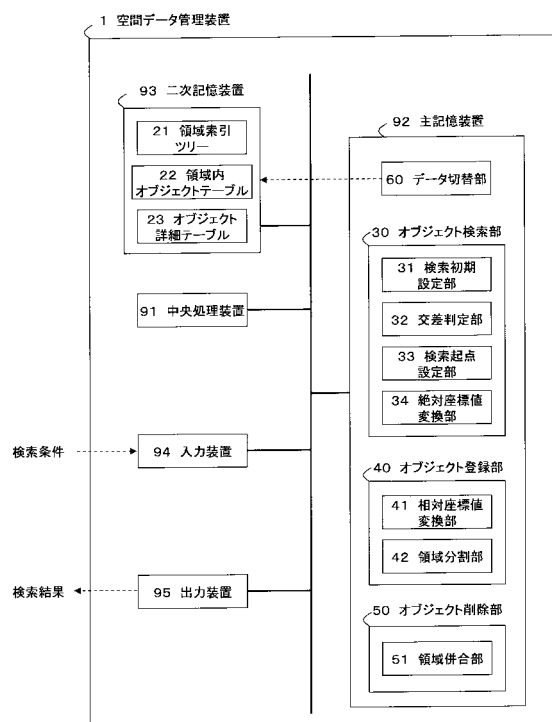 1 空間データ管理装置
93 二次記憶装置
21 領域索引
ツリー
22 領域内
オブジェクトテーブル
23 オブジェクト
詳細テーブル
91 中央処理装置
検索条件
94 入力装置
検索結果
95 出力装置
92 主記憶装置
60 データ切替部
30 オブジェクト検索部
31 検索初期
設定部
32 交差判定部
33 検索起点
設定部
34 絶対座標値
変換部
40 オブジェクト登録部
41 相対座標値
変換部
42 領域分割部
50 オブジェクト削除部
51 領域併合部